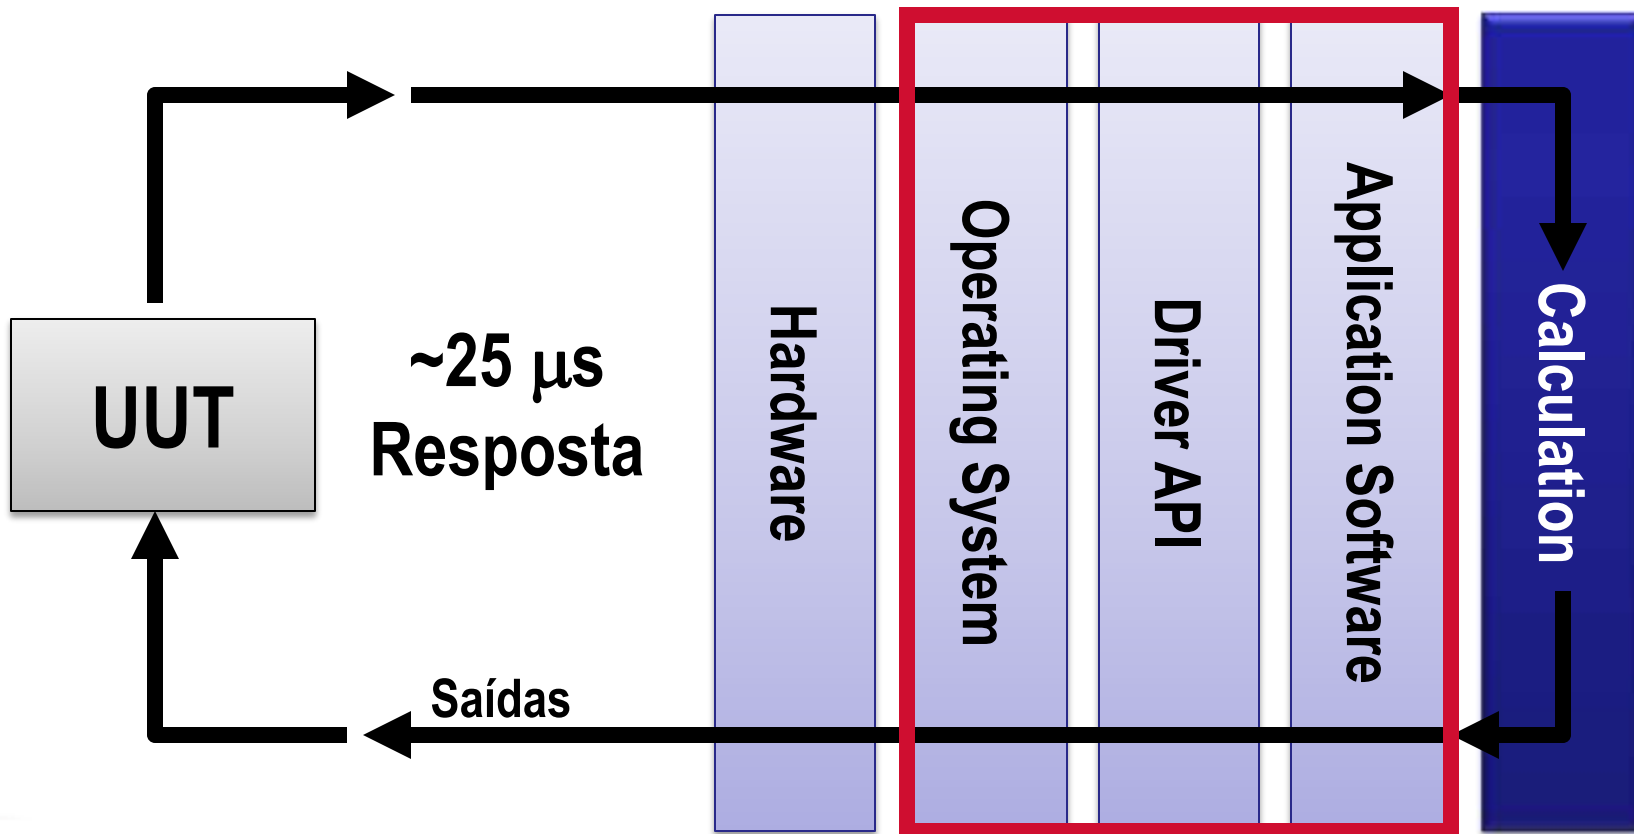 UUT
~25 μs
Resposta
Saídas
Hardware
Operating System
Driver API
Application Software
Calculation